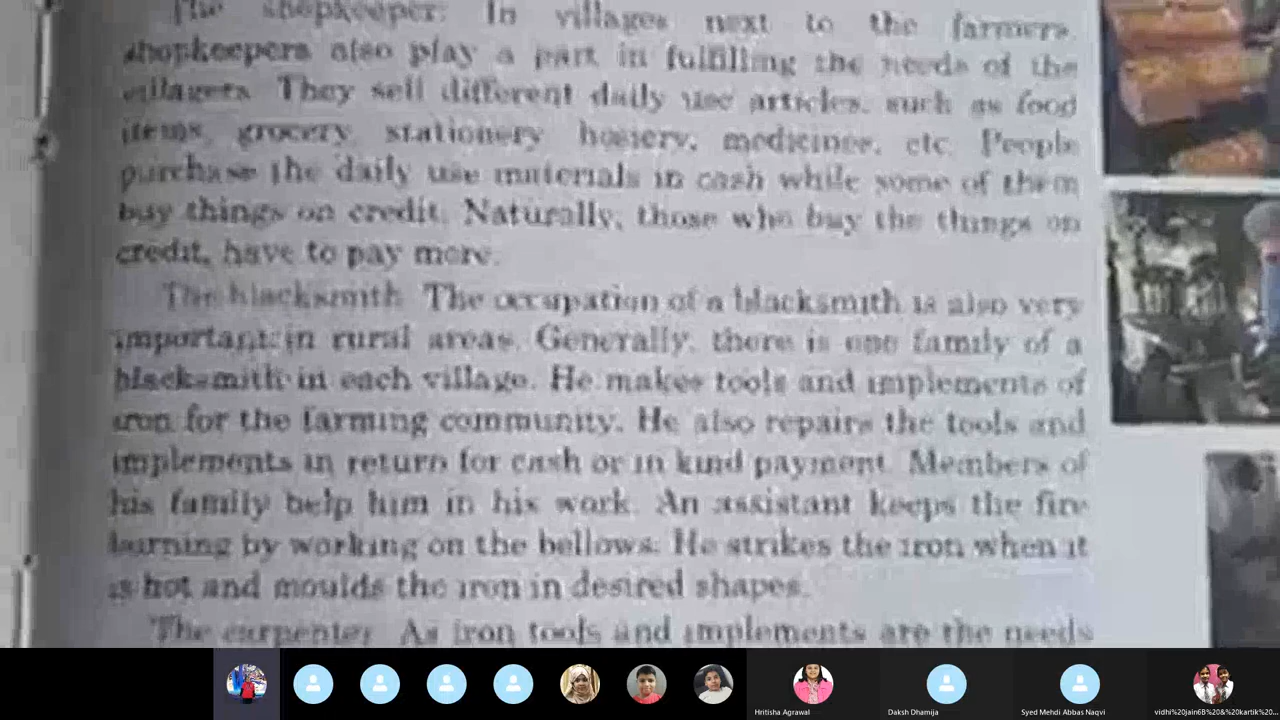 The shopkeeper: In villages next to the farmers,
shopkeepers also play a part in fulfilling the needs of the
villagers. They sell different daily use articles, such as food
items, grocery, stationery hosiery, medicines, etc. People
purchase the daily use materials in cash while some of them
buy things on credit. Naturally, those who buy the things on
credit, have to pay more.
The blacksmith The occupation of a blacksmith is also very
important in rural areas. Generally, there is one family of a
blacksmith in each village. He makes tools and implements of
iron for the farming community. He also repairs the tools and
implements in return for cash or in kind payment. Members of
his family help him in his work. An assistant keeps the fire
burning by working on the bellows. He strikes the iron when it
is hot and moulds the iron in desired shapes.
The carpenter As iron tools and implements are the needs
Hritisha Agrawal
Daksh Dhamija
Syed Mehdi Abbas Naqvi
vidhi%20jain6B%20&%20kartik%20...